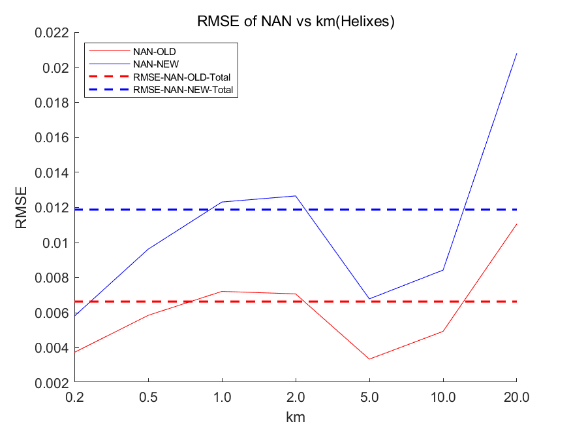 RMSE of NAN vs km(Helixes)
NAN-OLD
NAN-NEW
RMSE-NAN-OLD-Total
RMSE-NAN-NEW-Total
RMSE
0.022
0.02
0.018
0.016
0.014
0.012
0.01
0.008
0.006
0.004
0.002
0.2 0.5 1.0 2.0 5.0 10.0 20.0
km